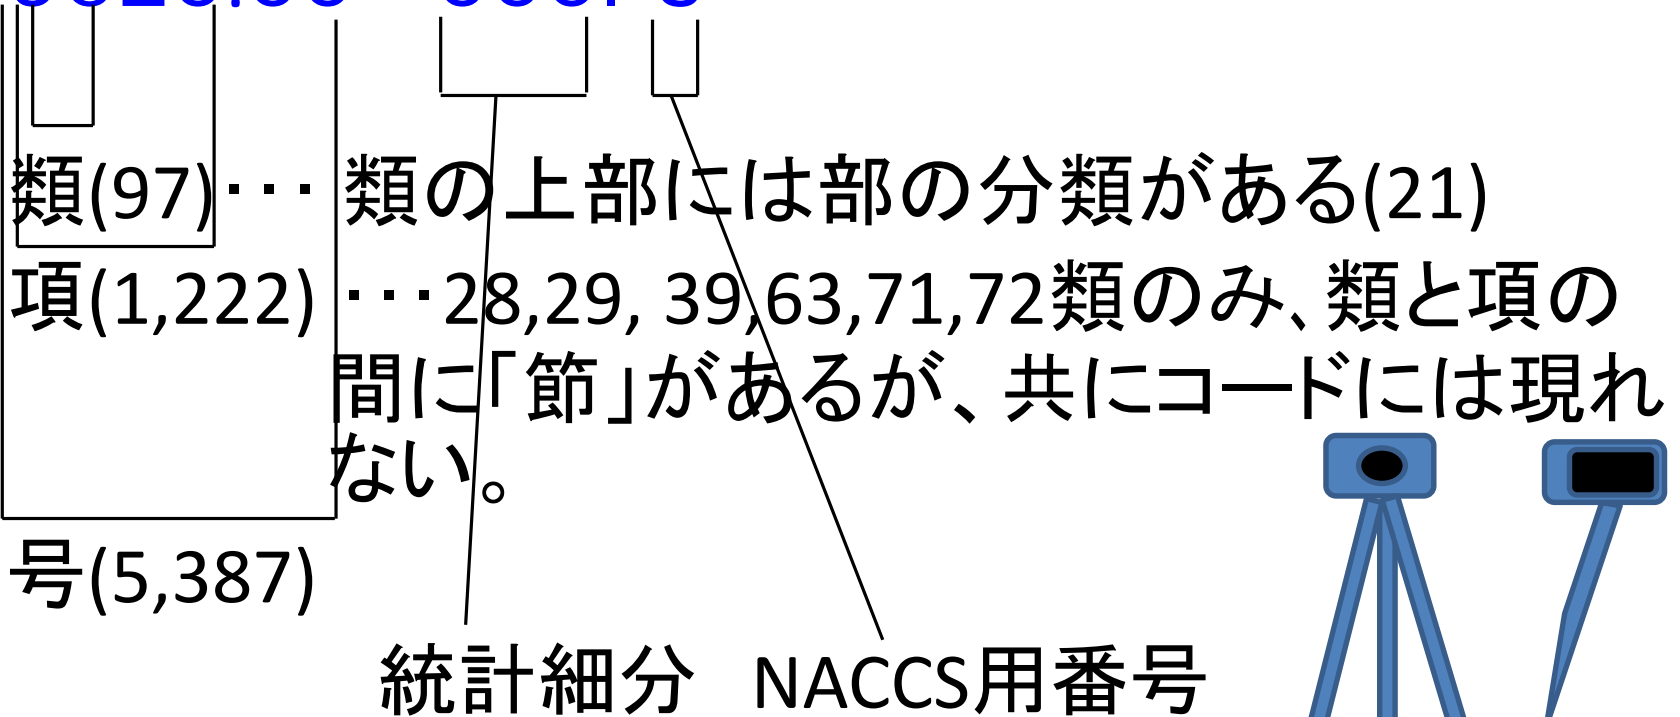 類(97)･･･ 類の上部には部の分類がある(21)
項(1,222) ･･･28,29, 39,63,71,72類のみ、類と項の
間に「節」があるが、共にコードには現れ
ない。
号(5,387)
統計細分 NACCS用番号